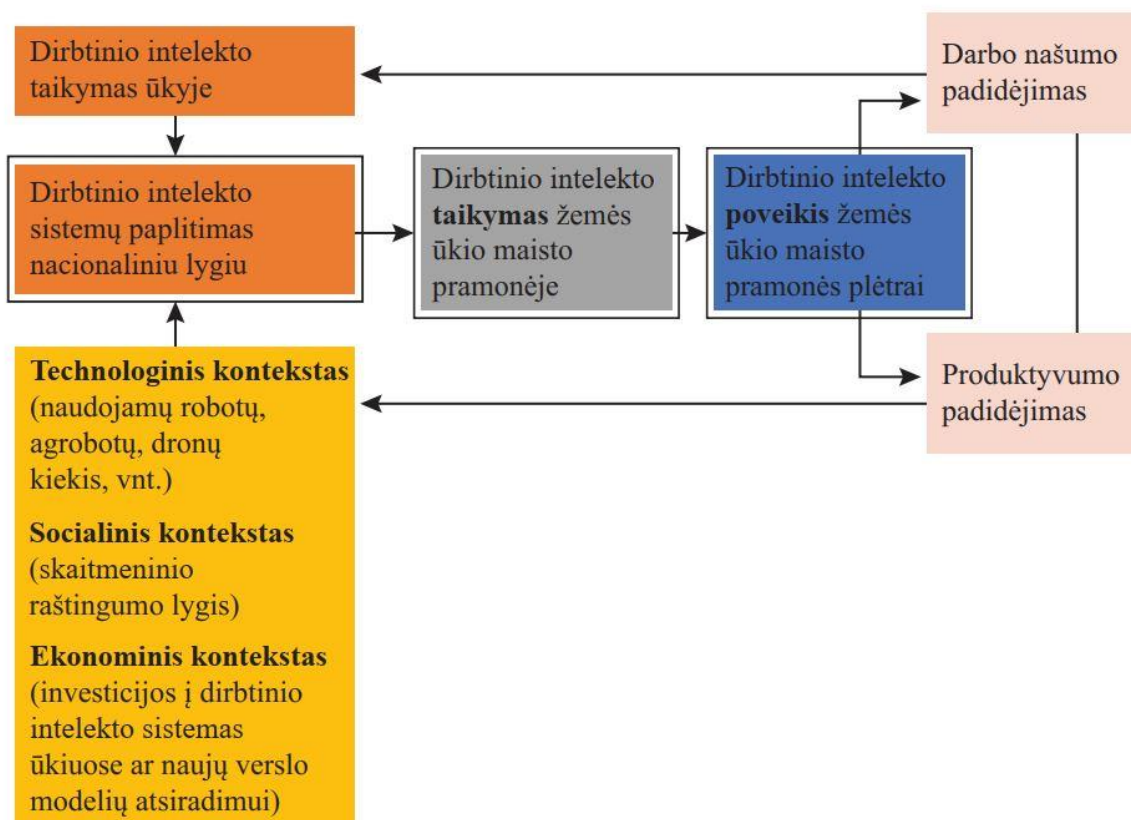 Dirbtinio intelekto
taikymas ūkyje
Darbo našumo
padidėjimas
Dirbtinio intelekto
sistemų paplitimas
nacionaliniu lygiu
Dirbtinio intelekto
taikymas žemės
ūkio maisto
pramonėje
Dirbtinio intelekto
poveikis žemės
ūkio maisto
pramonės plėtrai
Produktyvumo
padidėjimas
Technologinis kontekstas
(naudojamų robotų,
agrobotų, dronų
kiekis, vnt.)
Socialinis kontekstas
(skaitmeninio
raštingumo lygis)
Ekonominis kontekstas
(investicijos į dirbtinio
intelekto sistemas
ūkiuose ar naujų verslo
modelių atsiradimui)